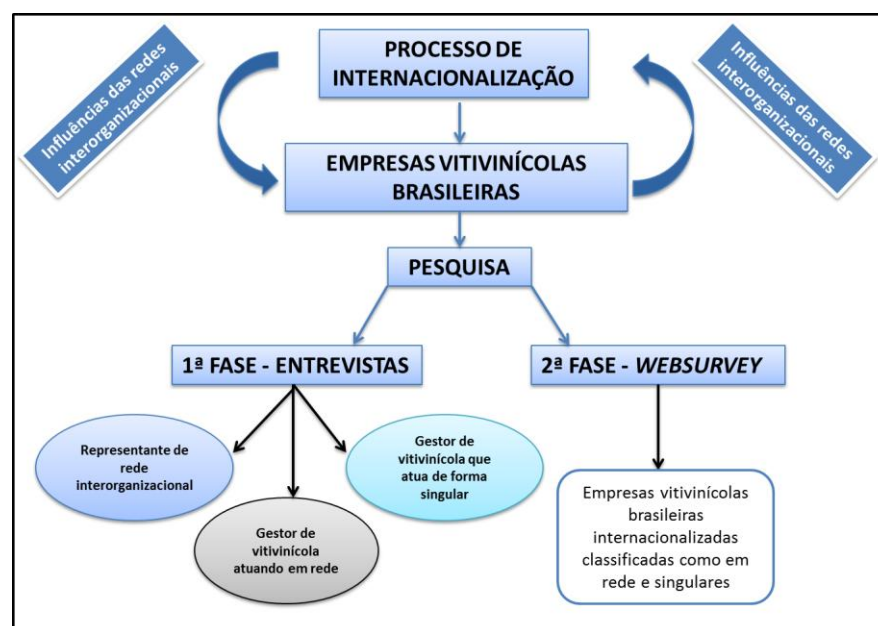 PROCESSO DE
INTERNACIONALIZAÇÃO
Influências das redes
interorganizacionais
Influências das redes
interorganizacionais
EMPRESAS VITIVINÍCOLAS
BRASILEIRAS
PESQUISA
1ª FASE - ENTREVISTAS
2ª FASE - WEBSURVEY
Representante de
rede
interorganizacional
Gestor de
vitivinícola
atuando em rede
Gestor de
vitivinícola que
atua de forma
singular
Empresas vitivinícolas
brasileiras
internacionalizadas
classificadas como em
rede e singulares